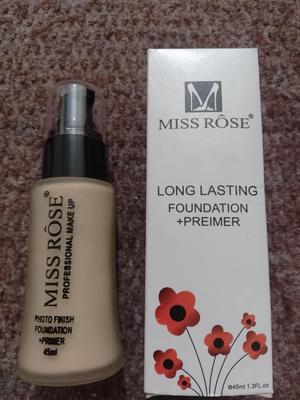 MISS RÔSE®
PROFESSIONAL MAKE UP
PHOTO FINISH
FOUNDATION
+PRIMER
45ml
MISS RÔSE®
LONG LASTING
FOUNDATION
+PREIMER
℮45ml 1.3Fl.oz